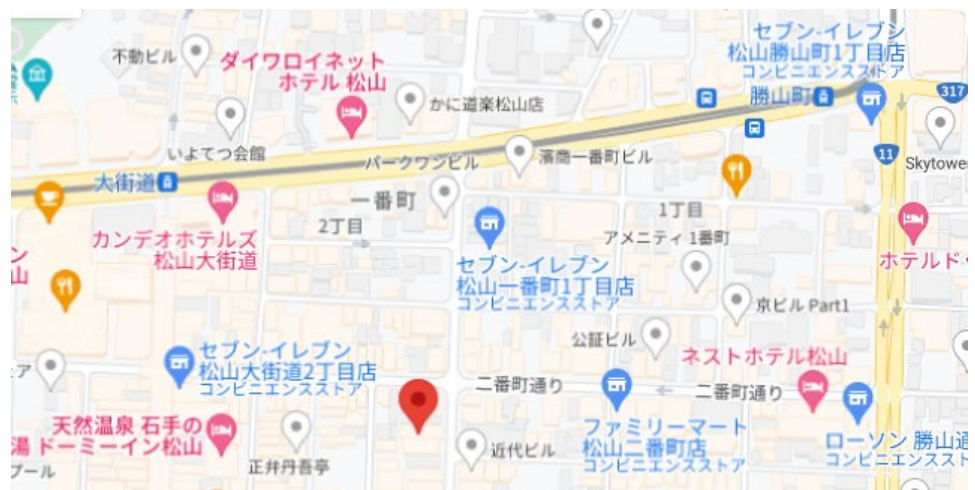 不動ビル
ダイワロイネット
ホテル 松山
かに道楽松山店
セブン-イレブン
松山勝山町1丁目店
コンビニエンスストア
勝山町
317
いよてつ会館
パークワンビル
濱商一番町ビル
11
Skytower
大街道
一番町
2丁目
1丁目
カンデオホテルズ
松山大街道
アメニティ 1番町
ン
山
セブン-イレブン
松山一番町1丁目店
コンビニエンスストア
ホテルド
京ビル Part1
公証ビル
ネストホテル松山
セブン-イレブン
松山大街道2丁目店
コンビニエンスストア
ア
二番町通り
二番町通り
天然温泉 石手の
湯 ドーミーイン松山
正弁丹吾亭
プール
近代ビル
ファミリーマート
松山二番町店
コンビニエンスストア
ローソン 勝山通
コンビニエンススト